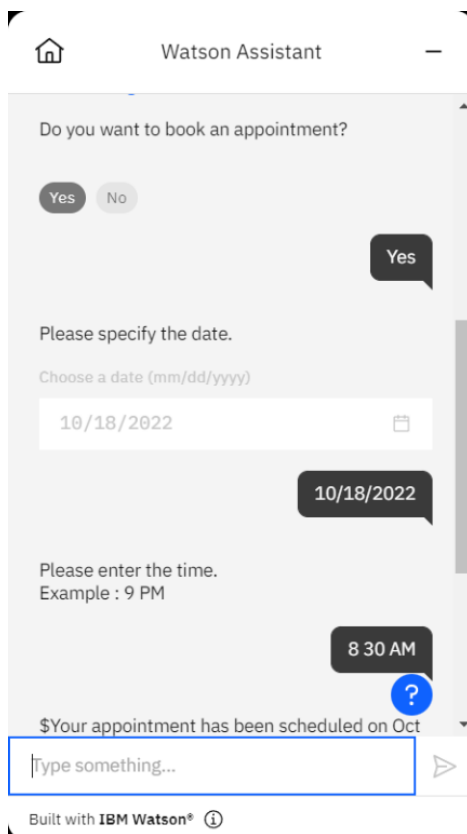 Watson Assistant
Do you want to book an appointment?
Yes
No
Yes
Please specify the date.
Choose a date (mm/dd/yyyy)
10/18/2022
10/18/2022
Please enter the time.
Example : 9 PM
8 30 AM
?
$Your appointment has been scheduled on Oct
Type something...
Built with IBM Watson®